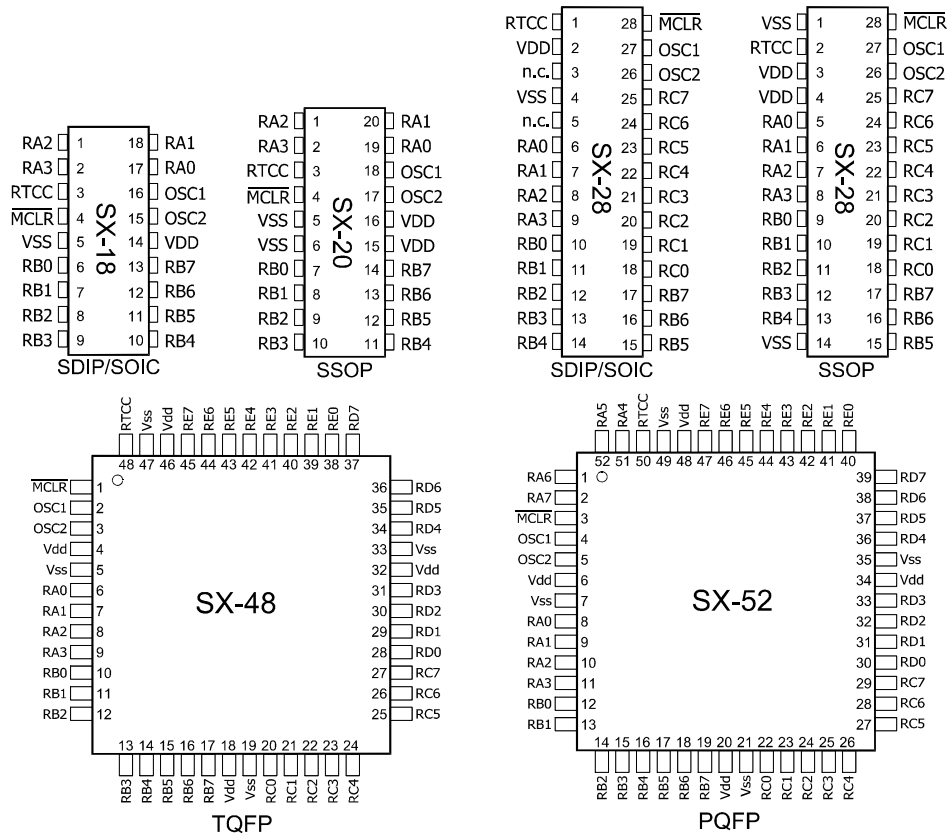 SX-18
RA2 1 18 RA1
RA3 2 17 RA0
RTCC 3 16 OSC1
MCLR 4 15 OSC2
VSS 5 14 VDD
RB0 6 13 RB7
RB1 7 12 RB6
RB2 8 11 RB5
RB3 9 10 RB4
SDIP/SOIC
SX-20
RA2 1 20 RA1
RA3 2 19 RA0
RTCC 3 18 OSC1
MCLR 4 17 OSC2
VSS 5 16 VDD
VSS 6 15 VDD
RB0 7 14 RB7
RB1 8 13 RB6
RB2 9 12 RB5
RB3 10 11 RB4
SSOP
SX-28
RTCC 1 28 MCLR
VDD 2 27 OSC1
n.c. 3 26 OSC2
VSS 4 25 RC7
n.c. 5 24 RC6
RA0 6 23 RC5
RA1 7 22 RC4
RA2 8 21 RC3
RA3 9 20 RC2
RB0 10 19 RC1
RB1 11 18 RC0
RB2 12 17 RB7
RB3 13 16 RB6
RB4 14 15 RB5
SDIP/SOIC
SX-28
VSS 1 28 MCLR
RTCC 2 27 OSC1
VDD 3 26 OSC2
VDD 4 25 RC7
RA0 5 24 RC6
RA1 6 23 RC5
RA2 7 22 RC4
RA3 8 21 RC3
RB0 9 20 RC2
RB1 10 19 RC1
RB2 11 18 RC0
RB3 12 17 RB7
RB4 13 16 RB6
VSS 14 15 RB5
SSOP
RTCC Vss Vdd RE7 RE6 RE5 RE4 RE3 RE2 RE1 RE0 RD7
48 47 46 45 44 43 42 41 40 39 38 37
MCLR 1 36 RD6
OSC1 2 35 RD5
OSC2 3 34 RD4
Vdd 4 33 Vss
Vss 5 32 Vdd
RA0 6 31 RD3
RA1 7 30 RD2
RA2 8 29 RD1
RA3 9 28 RD0
RB0 10 27 RC7
RB1 11 26 RC6
RB2 12 25 RC5
SX-48
13 14 15 16 17 18 19 20 21 22 23 24
RB3 RB4 RB5 RB6 RB7 Vdd Vss RC0 RC1 RC2 RC3 RC4
TQFP
RA5 RA4 RTCC Vss Vdd RE7 RE6 RE5 RE4 RE3 RE2 RE1 RE0
52 51 50 49 48 47 46 45 44 43 42 41 40
RA6 1 39 RD7
RA7 2 38 RD6
MCLR 3 37 RD5
OSC1 4 36 RD4
OSC2 5 35 Vss
Vdd 6 34 Vdd
Vss 7 33 RD3
RA0 8 32 RD2
RA1 9 31 RD1
RA2 10 30 RD0
RA3 11 29 RC7
RB0 12 28 RC6
RB1 13 27 RC5
SX-52
14 15 16 17 18 19 20 21 22 23 24 25 26
RB2 RB3 RB4 RB5 RB6 RB7 Vdd Vss RC0 RC1 RC2 RC3 RC4
PQFP